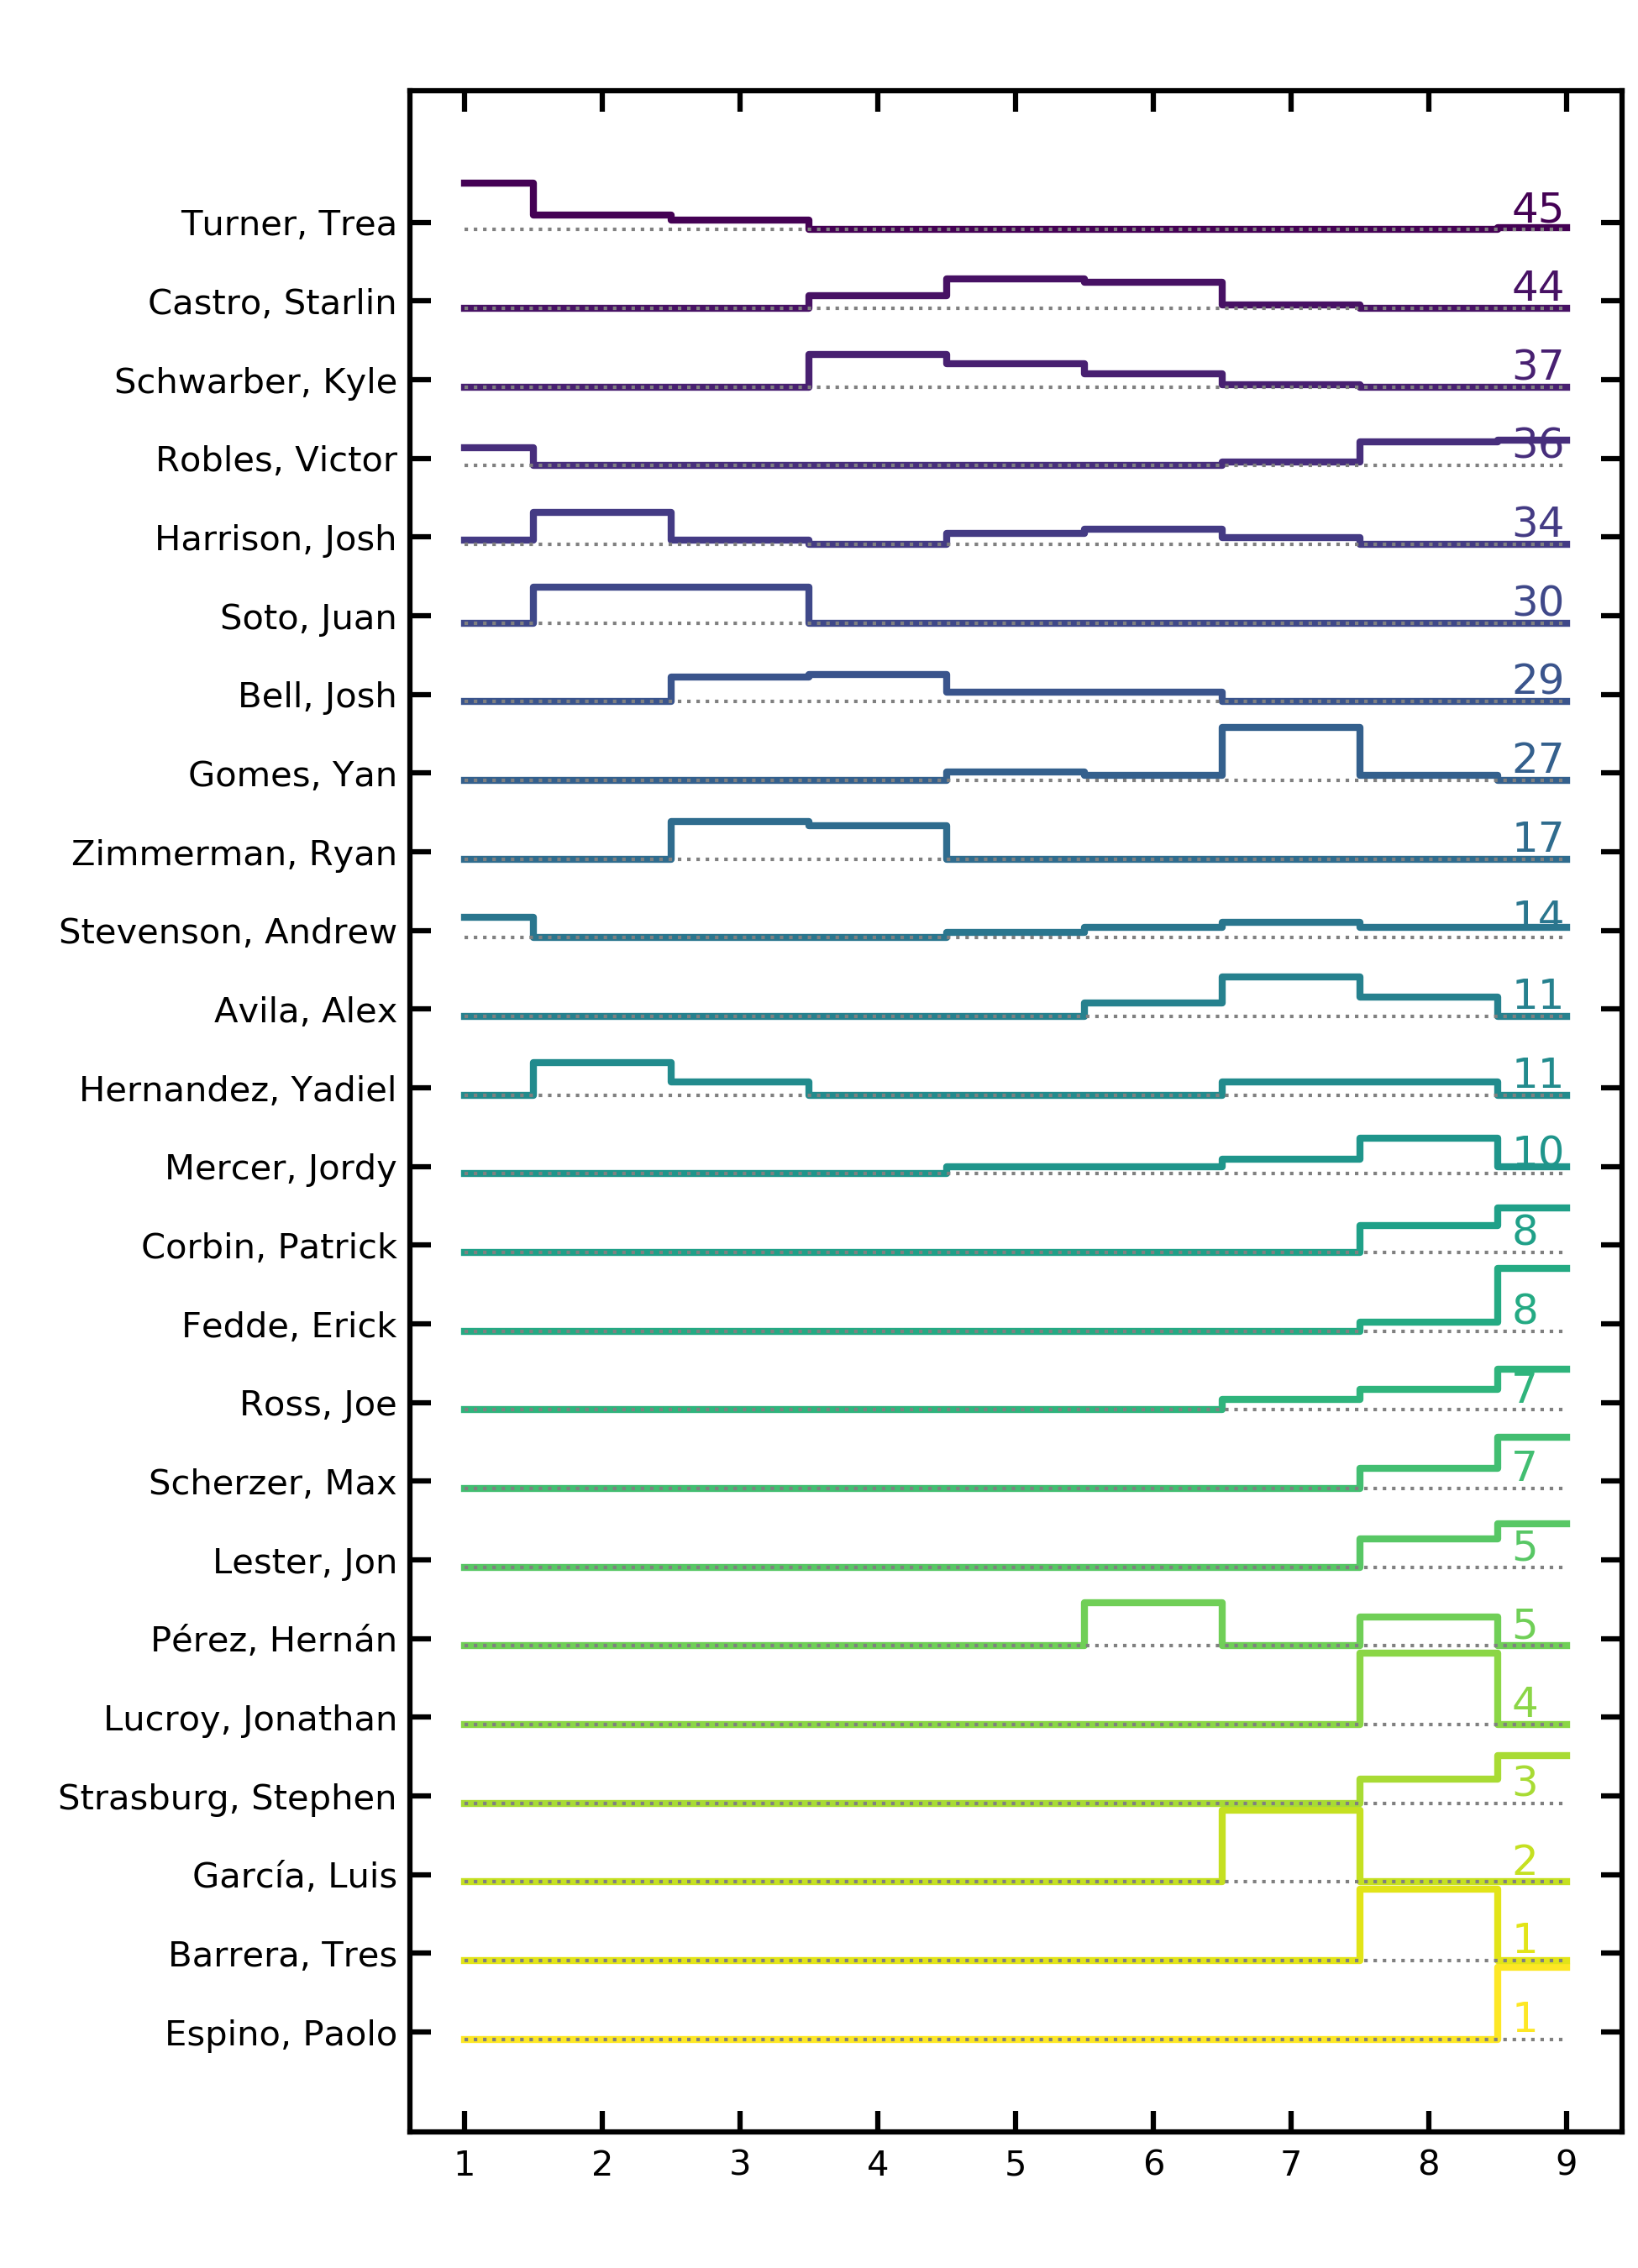 Turner, Trea 45
Castro, Starlin 44
Schwarber, Kyle 37
Robles, Victor 36
Harrison, Josh 34
Soto, Juan 30
Bell, Josh 29
Gomes, Yan 27
Zimmerman, Ryan 17
Stevenson, Andrew 14
Avila, Alex 11
Hernandez, Yadiel 11
Mercer, Jordy 10
Corbin, Patrick 8
Fedde, Erick 8
Ross, Joe 7
Scherzer, Max 7
Lester, Jon 5
Pérez, Hernán 5
Lucroy, Jonathan 4
Strasburg, Stephen 3
García, Luis 2
Barrera, Tres 1
Espino, Paolo 1
1 2 3 4 5 6 7 8 9